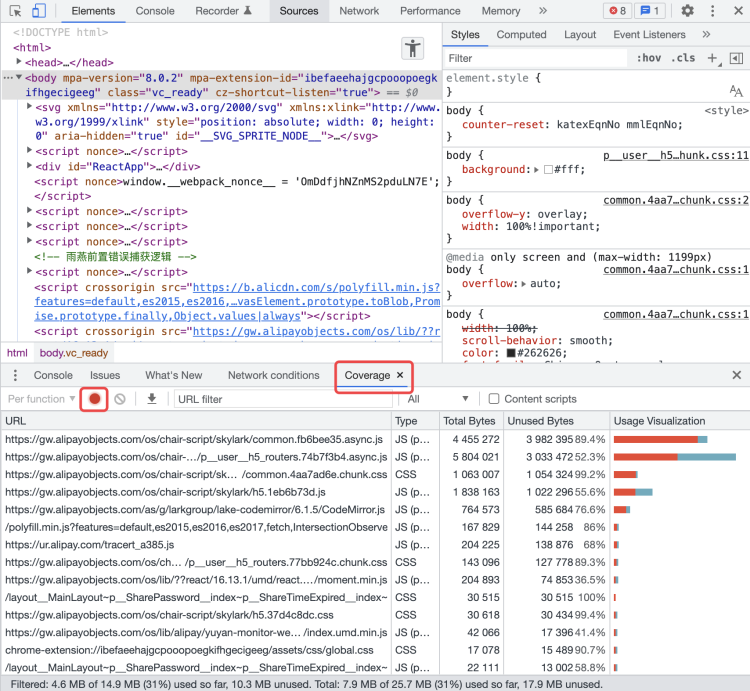 Elements Console Recorder Sources Network Performance Memory » 8 1
<!DOCTYPE html>
<html>
<head>…</head>
<body mpa-version="8.0.2" mpa-extension-id="ibefaeehajgcpooopoegk
ifhgecigeeg" class="vc_ready" cz-shortcut-listen="true"> == $0
<svg xmlns="http://www.w3.org/2000/svg" xmlns:xlink="http://www.
w3.org/1999/xlink" style="position: absolute; width: 0; height:
0" aria-hidden="true" id="__SVG_SPRITE_NODE__">…</svg>
<script nonce>…</script>
<div id="ReactApp">…</div>
<script nonce>window.__webpack_nonce__ = 'OmDdfjhNZnMS2pduLN7E';
</script>
<script nonce>…</script>
<script nonce>…</script>
<script nonce>…</script>
<!-- 雨燕前置错误捕获逻辑 -->
<script crossorigin src="https://b.alicdn.com/s/polyfill.min.js?
features=default,es2015,es2016,…vasElement.prototype.toBlob,Prom
ise.prototype.finally,Object.values|always"></script>
<script crossorigin src="https://gw.alipayobjects.com/os/lib/??r
html body.vc_ready
Styles Computed Layout Event Listeners »
Filter :hov .cls +
element.style {
}
body { <style>
counter-reset: katexEqnNo mmlEqnNo;
}
body { p__user__h5…hunk.css:11
background: #fff;
}
body { common.4aa7…chunk.css:2
overflow-y: overlay;
width: 100%!important;
}
@media only screen and (max-width: 1199px)
body { common.4aa7…chunk.css:1
overflow: auto;
}
body { common.4aa7…chunk.css:1
width: 100%;
scroll-behavior: smooth;
color: #262626;
Console Issues What's New Network conditions Coverage ×
Per function URL filter All Content scripts
URL Type Total Bytes Unused Bytes Usage Visualization
https://gw.alipayobjects.com/os/chair-script/skylark/common.fb6bee35.async.js JS (p… 4 455 272 3 982 395 89.4%
https://gw.alipayobjects.com/os/chair-…/p__user__h5_routers.74b7f3b4.async.js JS (p… 5 804 021 3 033 472 52.3%
https://gw.alipayobjects.com/os/chair-script/sk… /common.4aa7ad6e.chunk.css CSS 1 063 007 1 054 324 99.2%
https://gw.alipayobjects.com/os/chair-script/skylark/h5.1eb6b73d.js JS (p… 1 838 163 1 022 296 55.6%
https://gw.alipayobjects.com/as/g/larkgroup/lake-codemirror/6.1.5/CodeMirror.js JS (p… 764 573 585 684 76.6%
/polyfill.min.js?features=default,es2015,es2016,es2017,fetch,IntersectionObserve JS (p… 167 829 144 258 86%
https://ur.alipay.com/tracert_a385.js JS (p… 204 225 138 876 68%
https://gw.alipayobjects.com/os/ch… /p__user__h5_routers.77bb924c.chunk.css CSS 143 096 127 778 89.3%
https://gw.alipayobjects.com/os/lib/??react/16.13.1/umd/react.… /moment.min.js JS (p… 204 893 74 853 36.5%
/layout__MainLayout~p__SharePassword__index~p__ShareTimeExpired__index~ CSS 30 515 30 515 100%
https://gw.alipayobjects.com/os/chair-script/skylark/h5.37d4c8dc.css CSS 30 618 30 434 99.4%
https://gw.alipayobjects.com/os/lib/alipay/yuyan-monitor-we… /index.umd.min.js JS (p… 42 066 17 396 41.4%
chrome-extension://ibefaeehajgcpooopoegkifhgecigeeg/assets/css/global.css CSS 17 078 15 489 90.7%
/layout__MainLayout~p__SharePassword__index~p__ShareTimeExpired__index~ JS (p… 22 111 13 002 58.8%
Filtered: 4.6 MB of 14.9 MB (31%) used so far, 10.3 MB unused. Total: 7.9 MB of 25.7 MB (31%) used so far, 17.9 MB unused.